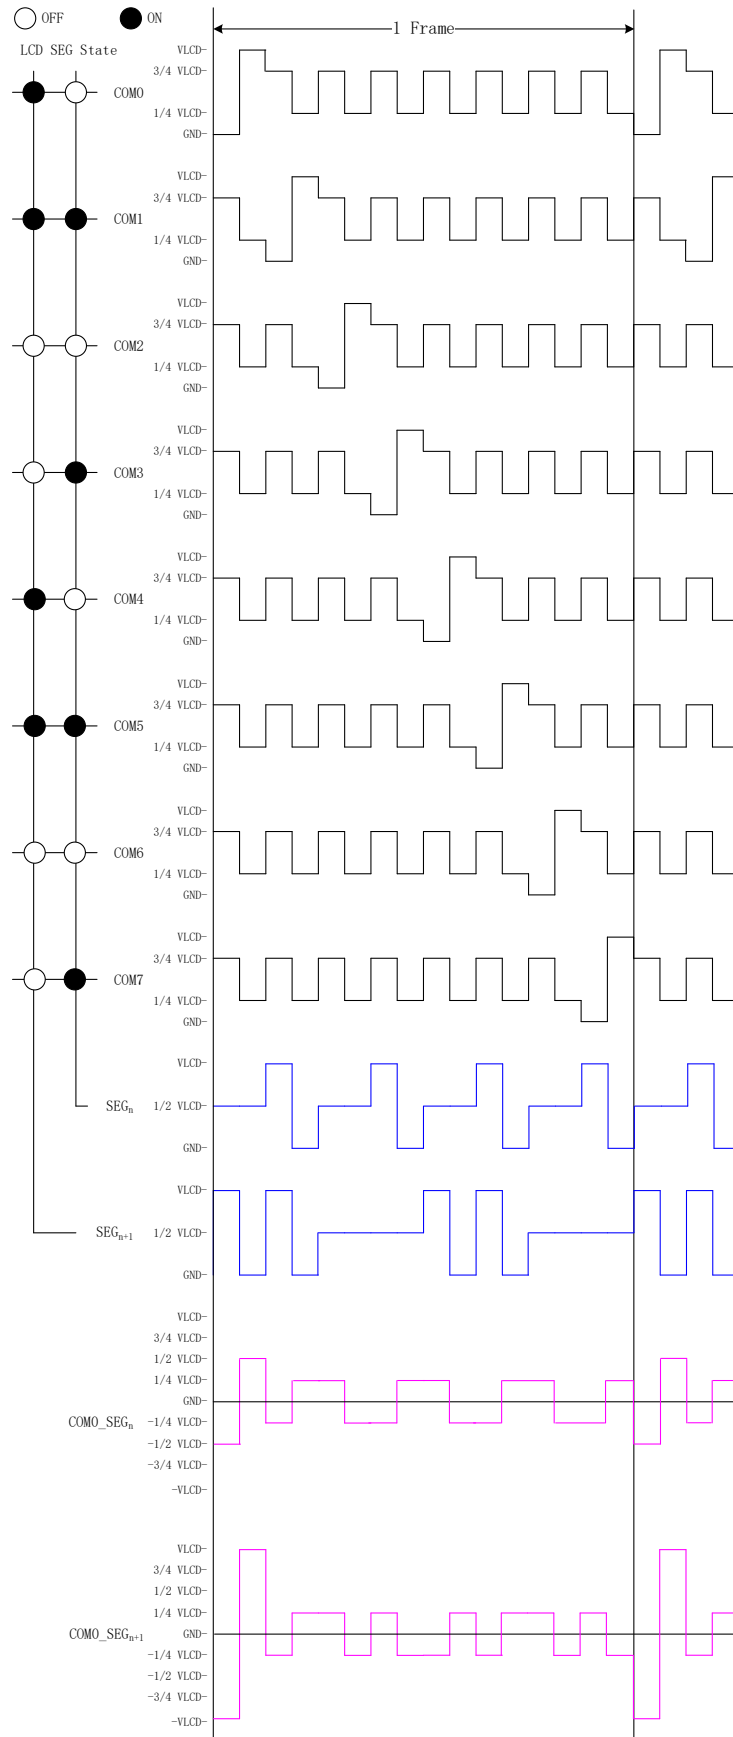 OFF ON
LCD SEG State
1 Frame
VLCD-
3/4 VLCD-
COM0
1/4 VLCD-
GND-
VLCD-
3/4 VLCD-
COM1
1/4 VLCD-
GND-
VLCD-
3/4 VLCD-
COM2
1/4 VLCD-
GND-
VLCD-
3/4 VLCD-
COM3
1/4 VLCD-
GND-
VLCD-
3/4 VLCD-
COM4
1/4 VLCD-
GND-
VLCD-
3/4 VLCD-
COM5
1/4 VLCD-
GND-
VLCD-
3/4 VLCD-
COM6
1/4 VLCD-
GND-
VLCD-
3/4 VLCD-
COM7
1/4 VLCD-
GND-
VLCD-
SEGn 1/2 VLCD-
GND-
VLCD-
SEGn+1 1/2 VLCD-
GND-
VLCD-
3/4 VLCD-
1/2 VLCD-
1/4 VLCD-
GND-
COM0_SEGn -1/4 VLCD-
-1/2 VLCD-
-3/4 VLCD-
-VLCD-
VLCD-
3/4 VLCD-
1/2 VLCD-
1/4 VLCD-
COM0_SEGn+1 GND-
-1/4 VLCD-
-1/2 VLCD-
-3/4 VLCD-
-VLCD-